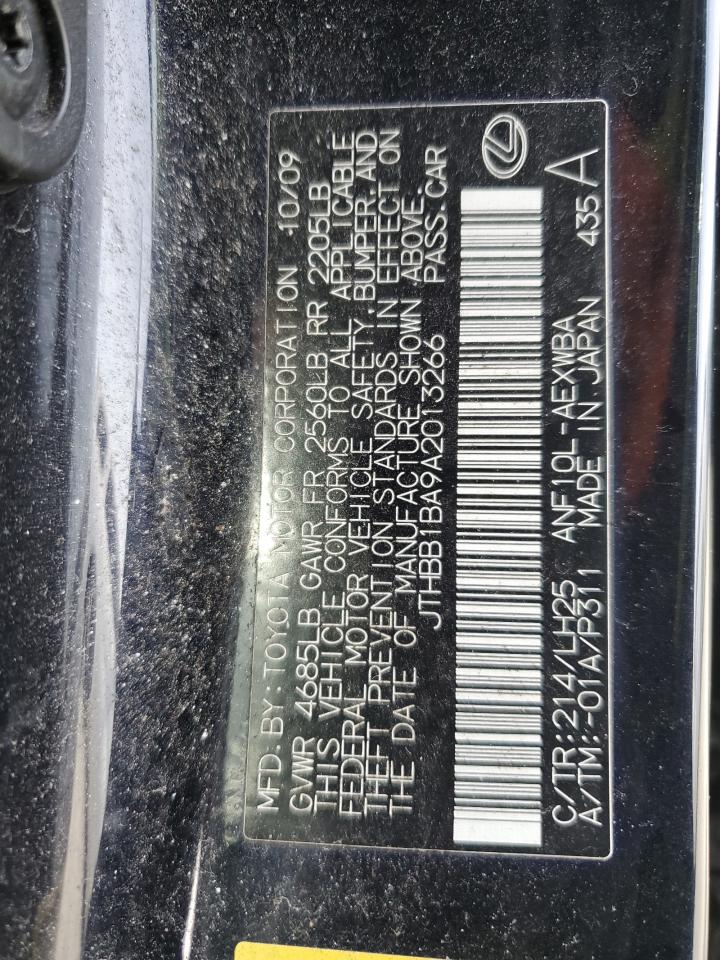 MFD.BY:TOYOTA MOTOR CORPORATION 10/09
GVWR 4685LB GAWR FR 2560LB RR 2205LB
THIS VEHICLE CONFORMS TO ALL APPLICABLE
FEDERAL MOTOR VEHICLE SAFETY,BUMPER,AND
THEFT PREVENTION STANDARDS IN EFFECT ON
THE DATE OF MANUFACTURE SHOWN ABOVE.
JTHBB1BA9A2013266 PASS.CAR
C/TR:214/LH25 ANF10L-AEXWBA 435A
A/TM:-01A/P311 MADE IN JAPAN